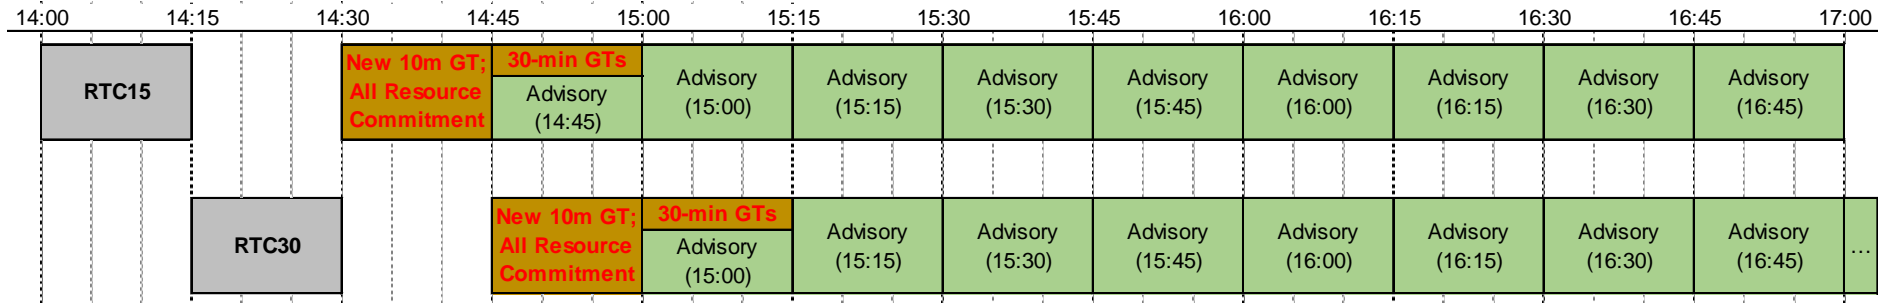 14:00 14:15 14:30 14:45 15:00 15:15 15:30 15:45 16:00 16:15 16:30 16:45 17:00
RTC15
New 10m GT;
All Resource
Commitment
30-min GTs
Advisory
(14:45)
Advisory
(15:00)
Advisory
(15:15)
Advisory
(15:30)
Advisory
(15:45)
Advisory
(16:00)
Advisory
(16:15)
Advisory
(16:30)
Advisory
(16:45)
RTC30
New 10m GT;
All Resource
Commitment
30-min GTs
Advisory
(15:00)
Advisory
(15:15)
Advisory
(15:30)
Advisory
(15:45)
Advisory
(16:00)
Advisory
(16:15)
Advisory
(16:30)
Advisory
(16:45)
…